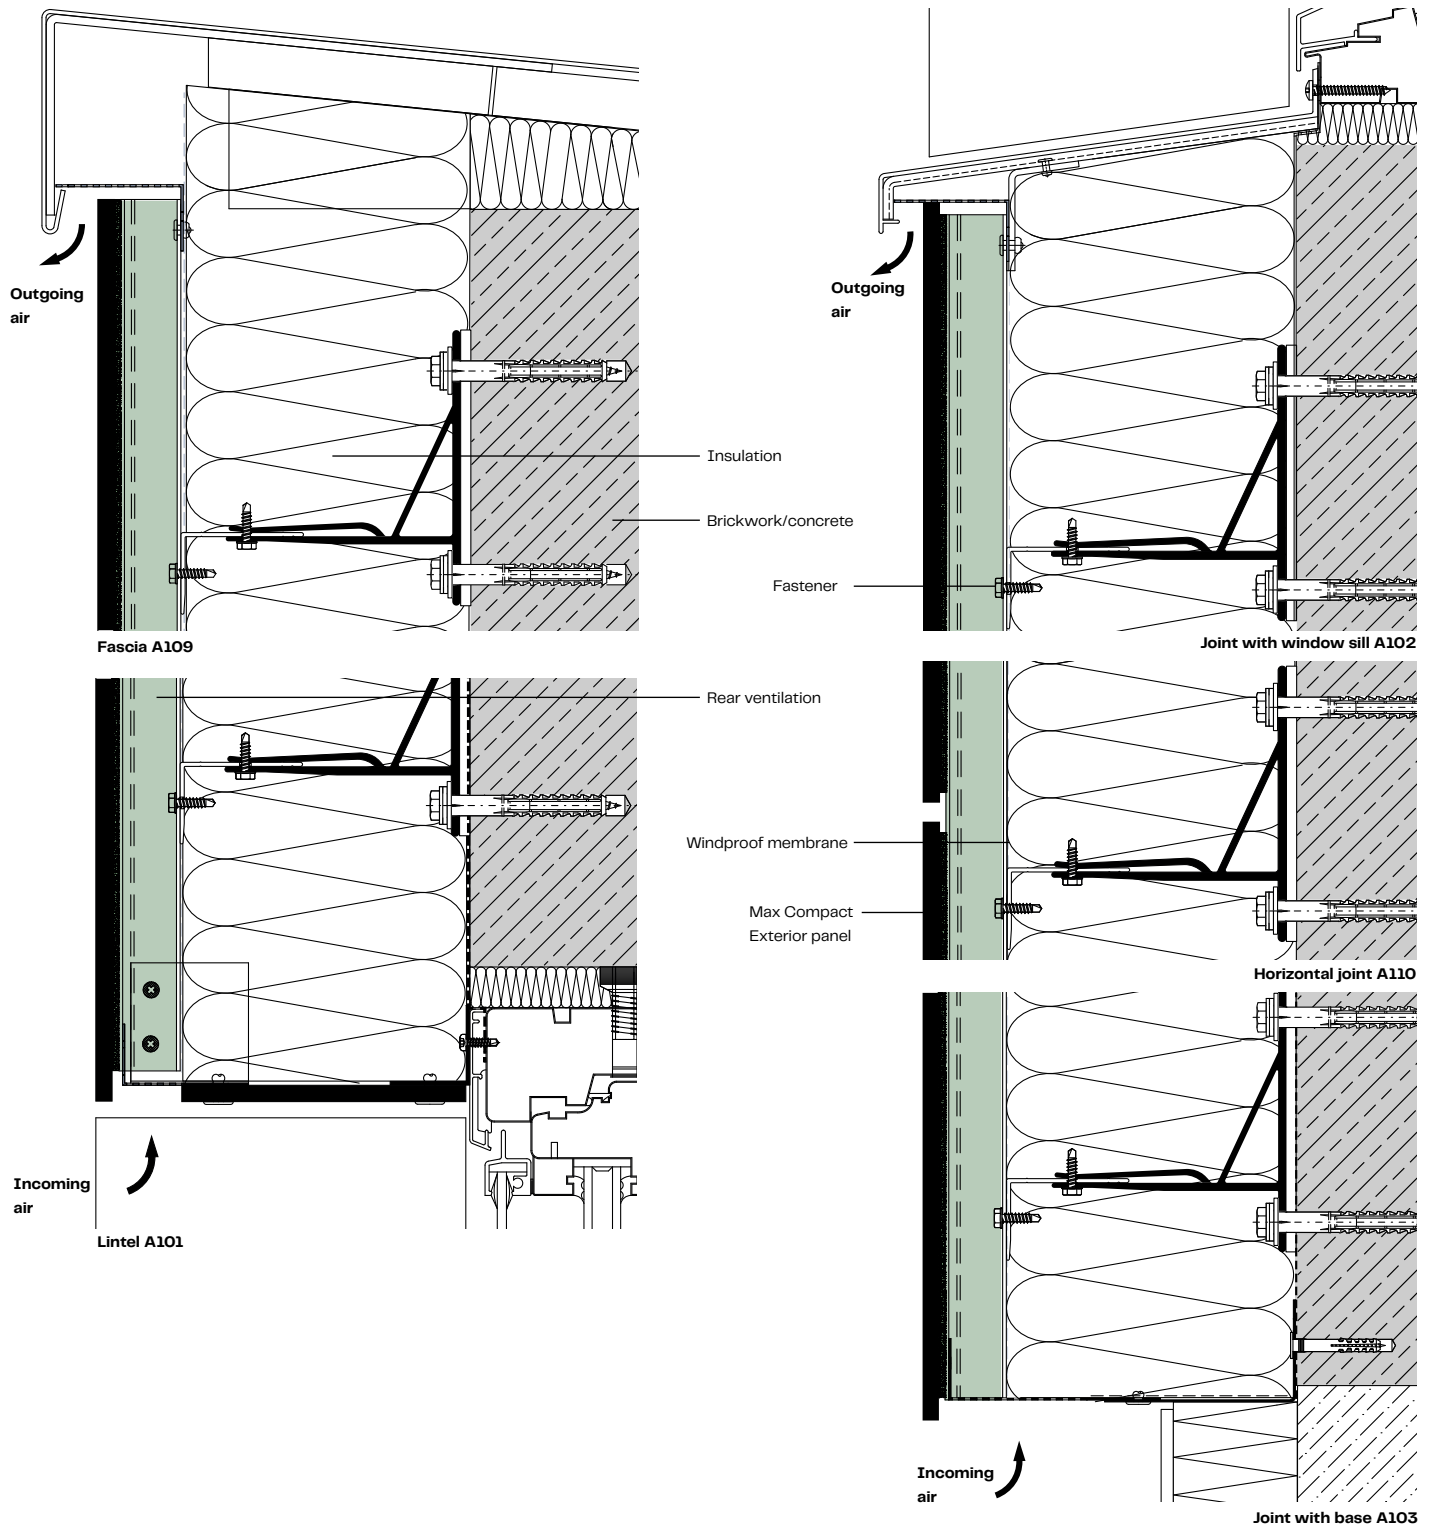 Outgoing
air
Outgoing
air
Insulation
Brickwork/concrete
Fastener
Fascia A109
Joint with window sill A102
Rear ventilation
Windproof membrane
Max Compact
Exterior panel
Horizontal joint A110
Incoming
air
Lintel A101
Incoming
air
Joint with base A103